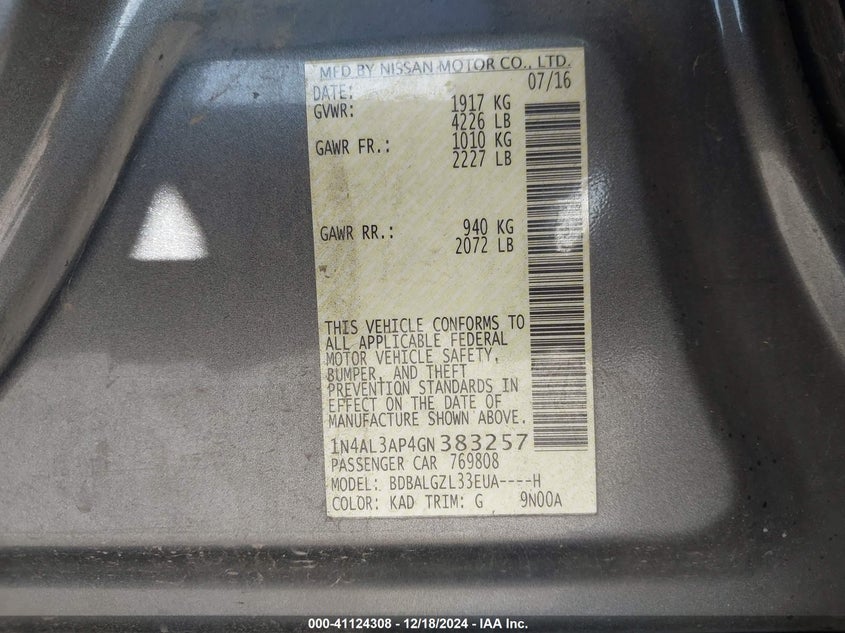 MFD BY NISSAN MOTOR CO., LTD.
DATE: 07/16
GVWR: 1917 KG
4226 LB
GAWR FR.: 1010 KG
2227 LB
GAWR RR.: 940 KG
2072 LB
THIS VEHICLE CONFORMS TO
ALL APPLICABLE FEDERAL
MOTOR VEHICLE SAFETY,
BUMPER, AND THEFT
PREVENTION STANDARDS IN
EFFECT ON THE DATE OF
MANUFACTURE SHOWN ABOVE.
1N4AL3AP4GN383257
PASSENGER CAR 769808
MODEL: BDBALGZL33EUA----H
COLOR: KAD TRIM: G 9N00A
000-41124308 - 12/18/2024 - IAA Inc.